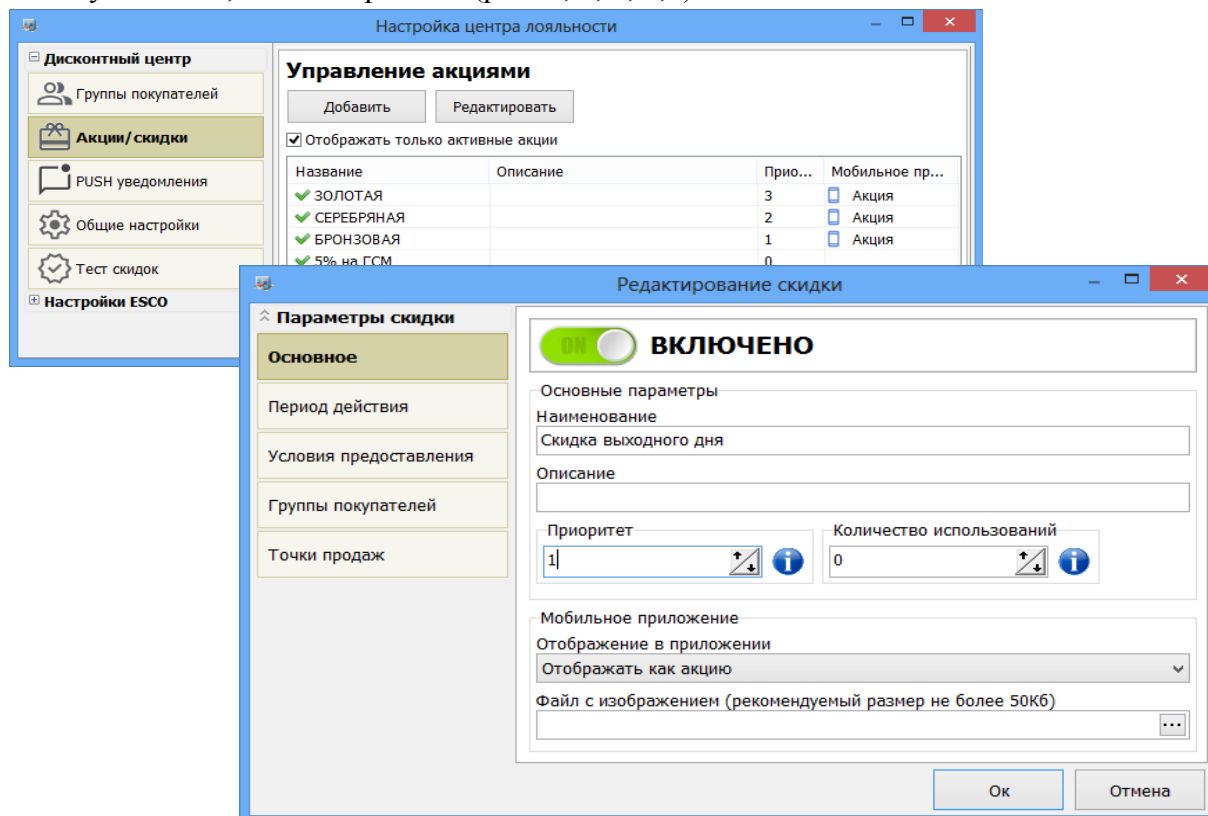 Настройка центра лояльности
Дисконтный центр
Группы покупателей
Акции/скидки
PUSH уведомления
Общие настройки
Тест скидок
Настройки ESCO
Управление акциями
Добавить Редактировать
Отображать только активные акции
Название Описание Прио... Мобильное пр...
ЗОЛОТАЯ 3 Акция
СЕРЕБРЯНАЯ 2 Акция
БРОНЗОВАЯ 1 Акция
5% на ГСМ 0
Редактирование скидки
Параметры скидки
Основное
Период действия
Условия предоставления
Группы покупателей
Точки продаж
ON ВКЛЮЧЕНО
Основные параметры
Наименование
Скидка выходного дня
Описание
Приоритет Количество использований
1 0
Мобильное приложение
Отображение в приложении
Отображать как акцию
Файл с изображением (рекомендуемый размер не более 50Кб)
...
Ок Отмена